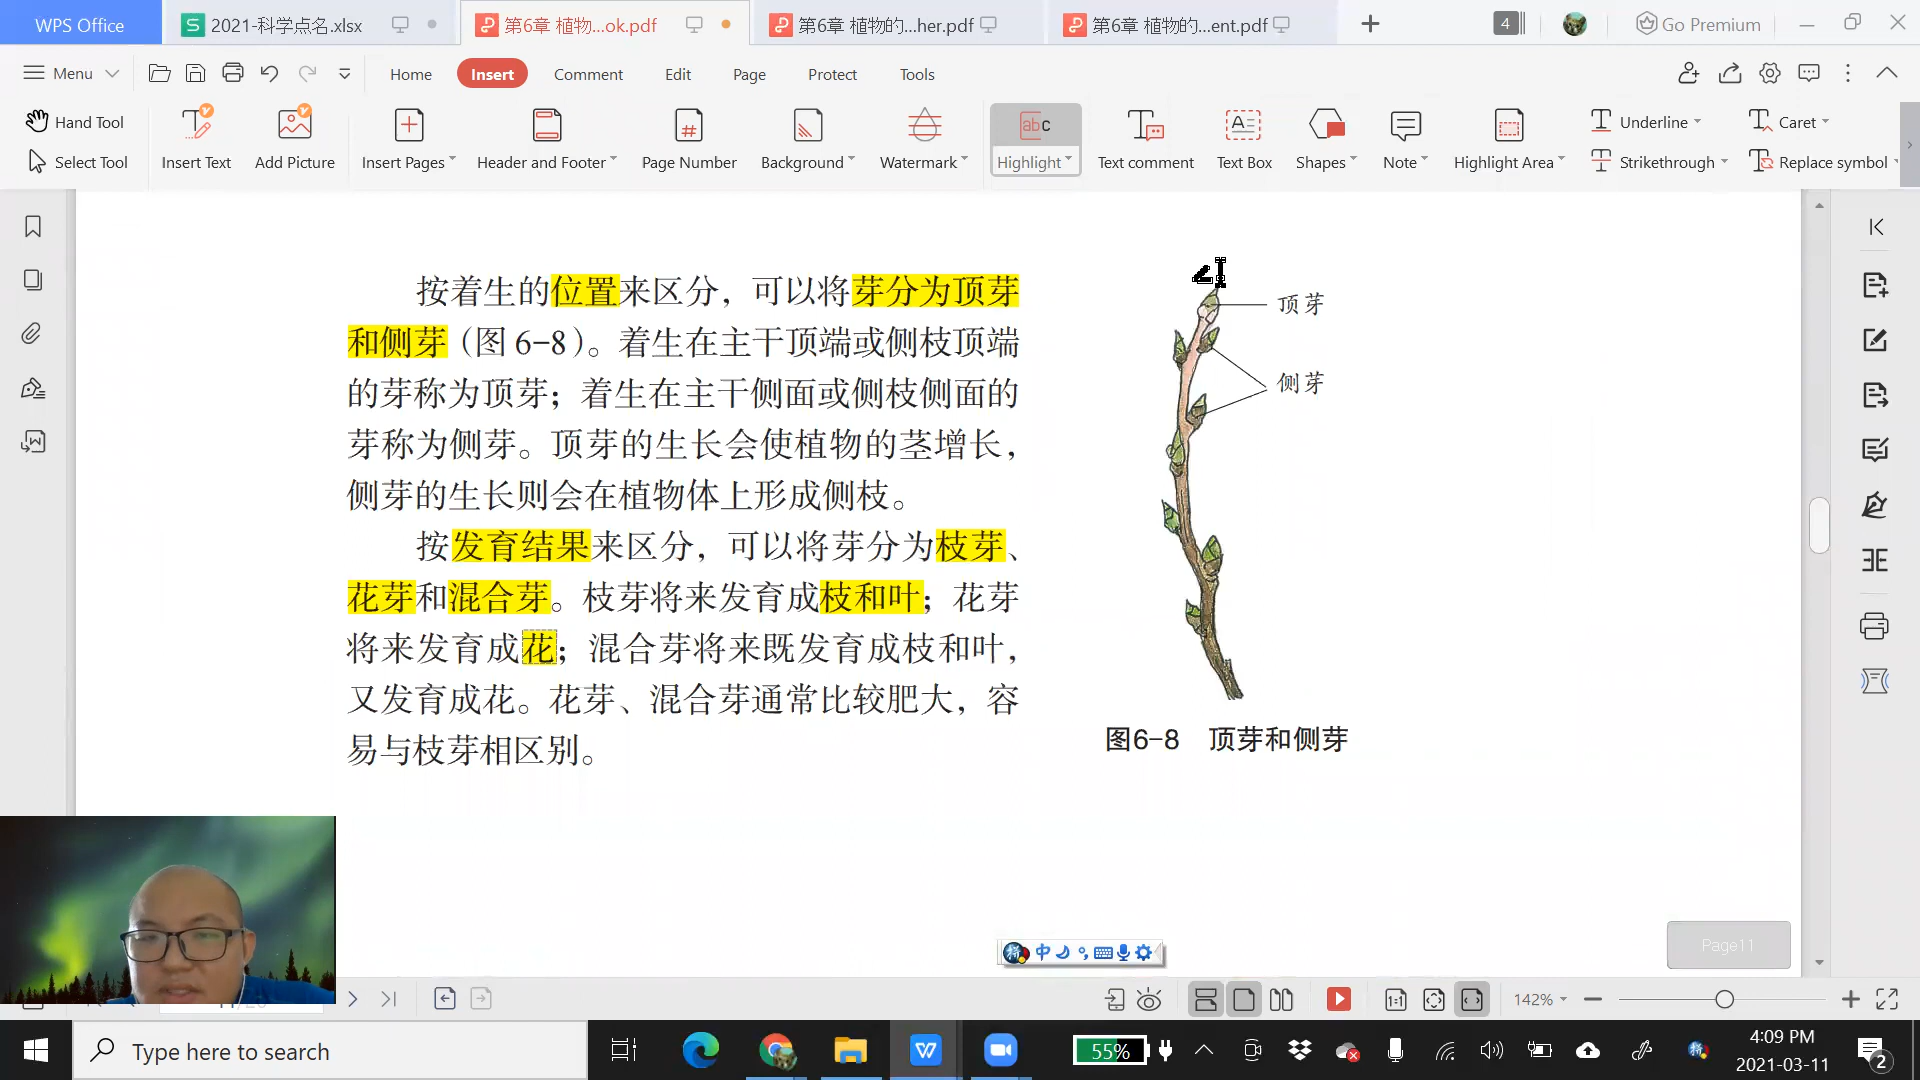 WPS Office
2021-科学点名.xlsx
第6章 植物...ok.pdf
第6章 植物的...her.pdf
第6章 植物的...ent.pdf
4
Go Premium
Menu
Home
Insert
Comment
Edit
Page
Protect
Tools
Hand Tool
Select Tool
Insert Text
Add Picture
Insert Pages
Header and Footer
Page Number
Background
Watermark
Highlight
Text comment
Text Box
Shapes
Note
Highlight Area
Underline
Strikethrough
Caret
Replace symbol
按着生的位置来区分，可以将芽分为顶芽
和侧芽（图 6-8）。着生在主干顶端或侧枝顶端
的芽称为顶芽；着生在主干侧面或侧枝侧面的
芽称为侧芽。顶芽的生长会使植物的茎增长，
侧芽的生长则会在植物体上形成侧枝。
按发育结果来区分，可以将芽分为枝芽、
花芽和混合芽。枝芽将来发育成枝和叶；花芽
将来发育成花；混合芽将来既发育成枝和叶，
又发育成花。花芽、混合芽通常比较肥大，容
易与枝芽相区别。
顶芽
侧芽
图6-8 顶芽和侧芽
Page11
中
142%
Type here to search
55%
4:09 PM
2021-03-11
2